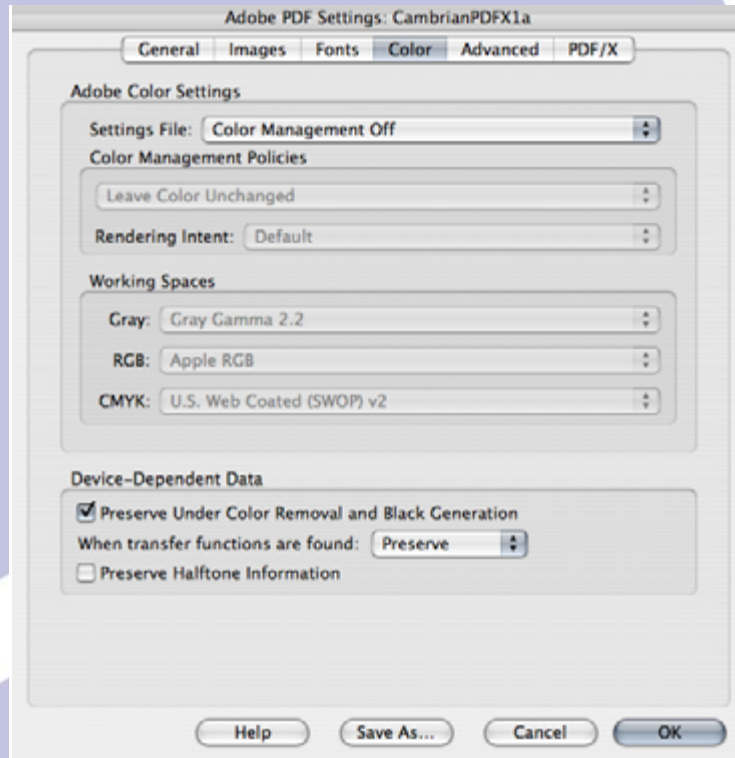 Adobe PDF Settings: CambrianPDFX1a
General Images Fonts Color Advanced PDF/X
Adobe Color Settings
Settings File: Color Management Off
Color Management Policies
Leave Color Unchanged
Rendering Intent: Default
Working Spaces
Gray: Gray Gamma 2.2
RGB: Apple RGB
CMYK: U.S. Web Coated (SWOP) v2
Device-Dependent Data
Preserve Under Color Removal and Black Generation
When transfer functions are found: Preserve
Preserve Halftone Information
Help Save As... Cancel OK